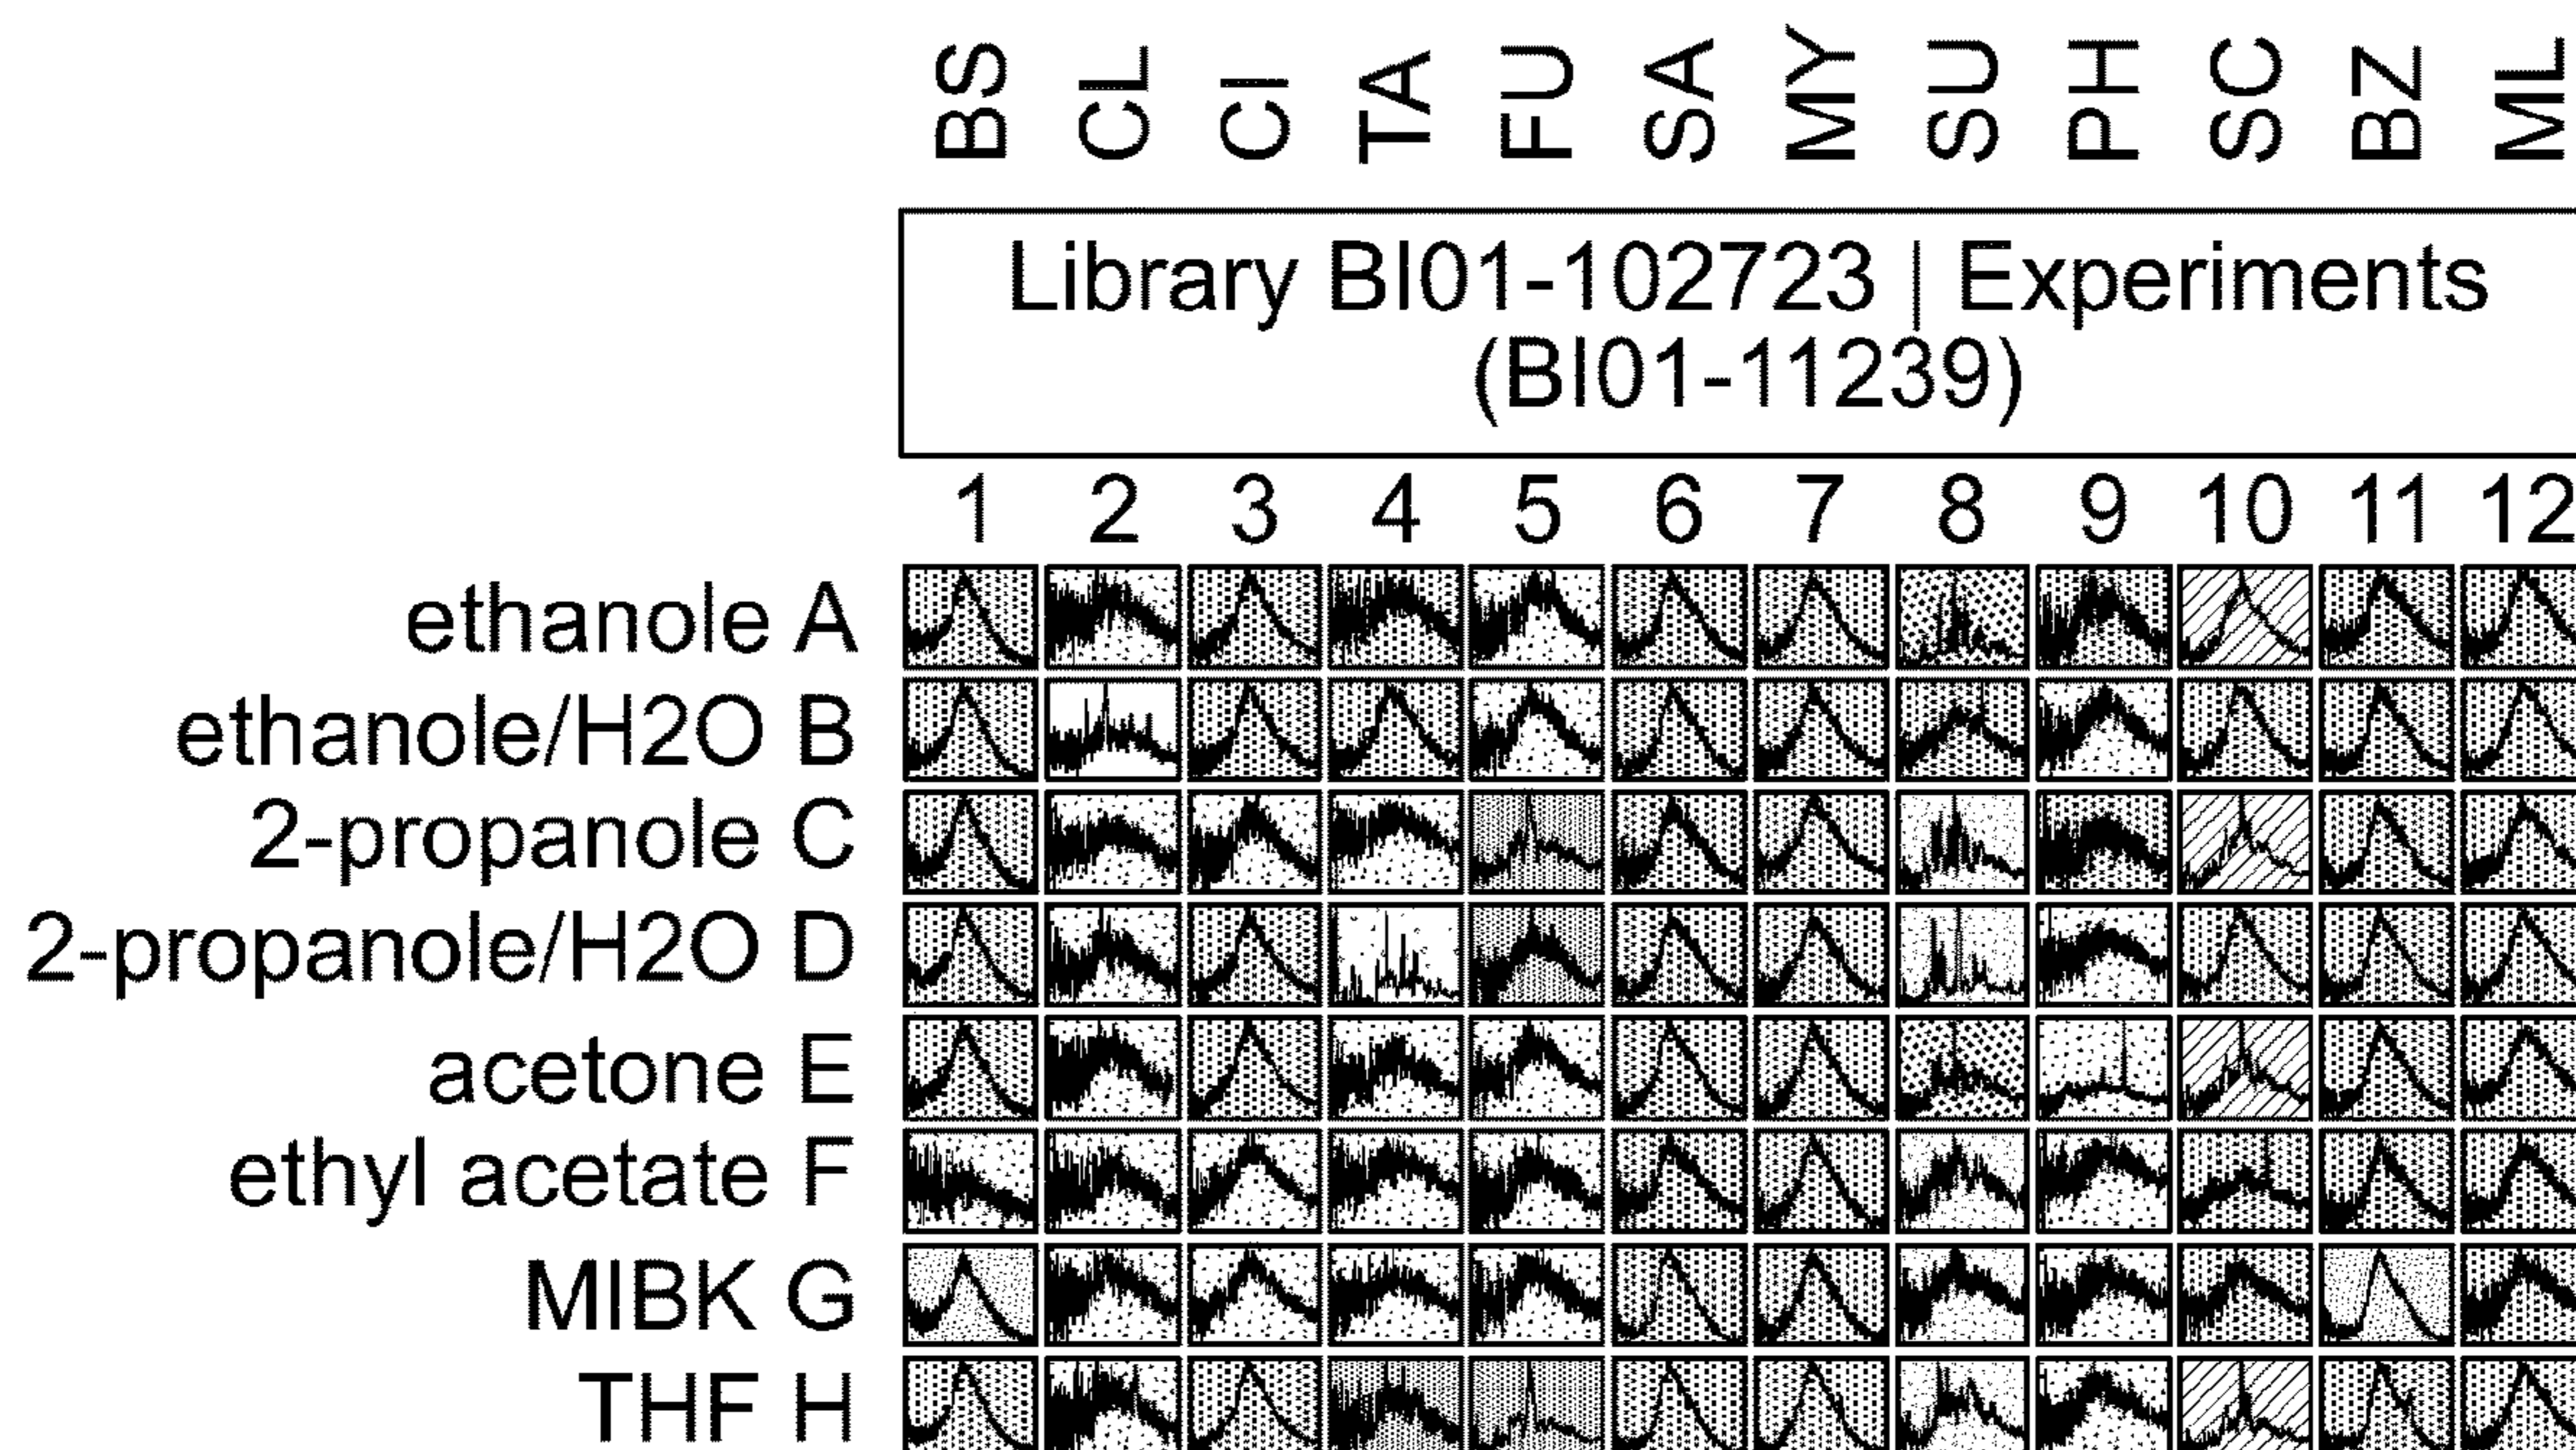 BS CL CI TA FU SA MY SU PH SC BZ ML
Library BI01-102723 | Experiments
(BI01-11239)
1 2 3 4 5 6 7 8 9 10 11 12
ethanole A
ethanole/H2O B
2-propanole C
2-propanole/H2O D
acetone E
ethyl acetate F
MIBK G
THF H